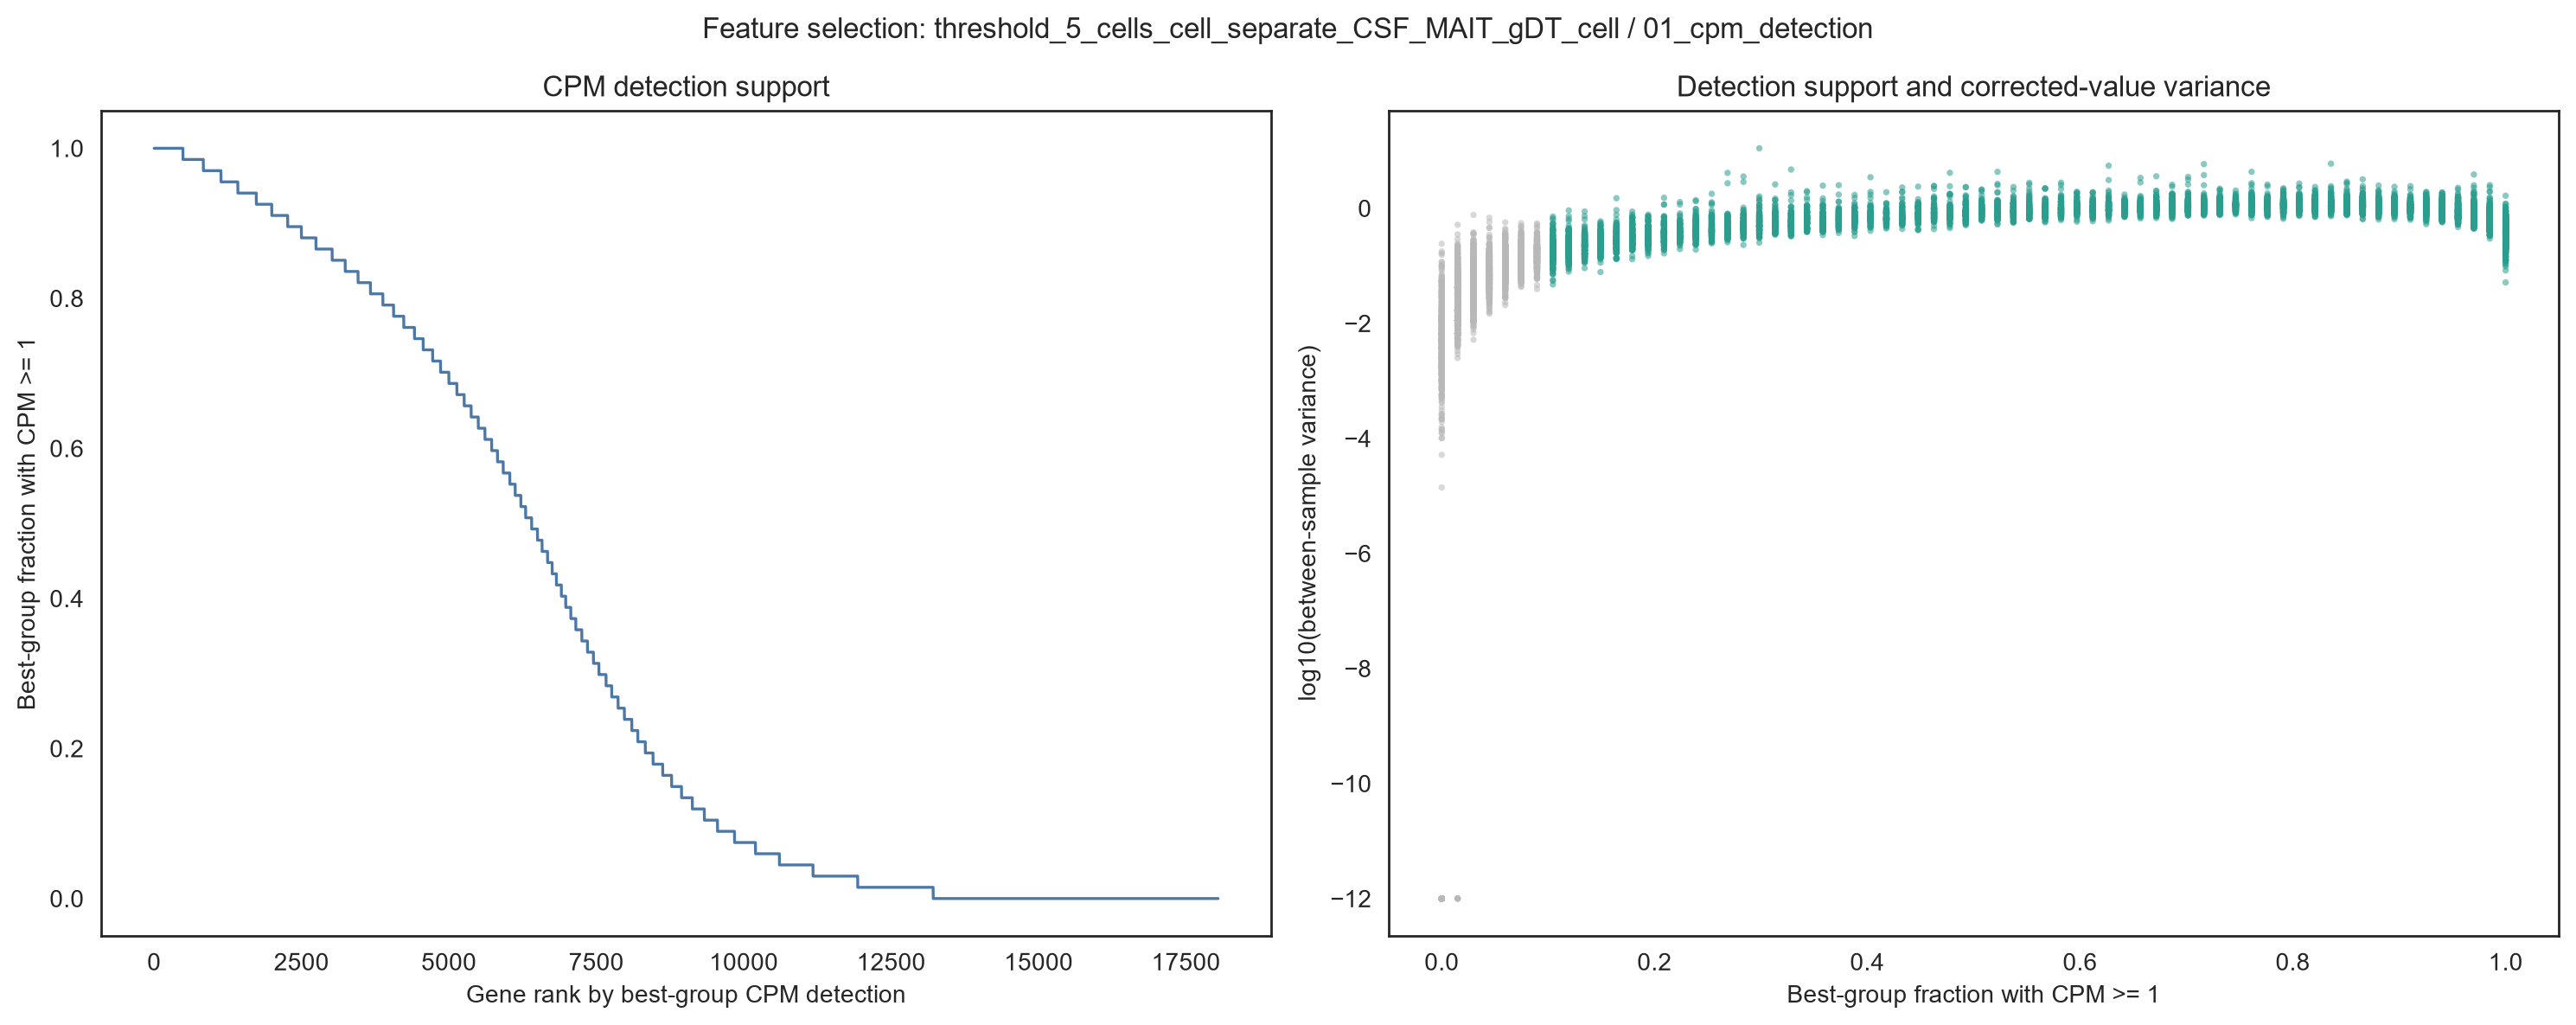 Feature selection: threshold_5_cells_cell_separate_CSF_MAIT_gDT_cell / 01_cpm_detection
CPM detection support
Best-group fraction with CPM >= 1
1.0
0.8
0.6
0.4
0.2
0.0
0 2500 5000 7500 10000 12500 15000 17500
Gene rank by best-group CPM detection
Detection support and corrected-value variance
log10(between-sample variance)
0
−2
−4
−6
−8
−10
−12
0.0 0.2 0.4 0.6 0.8 1.0
Best-group fraction with CPM >= 1